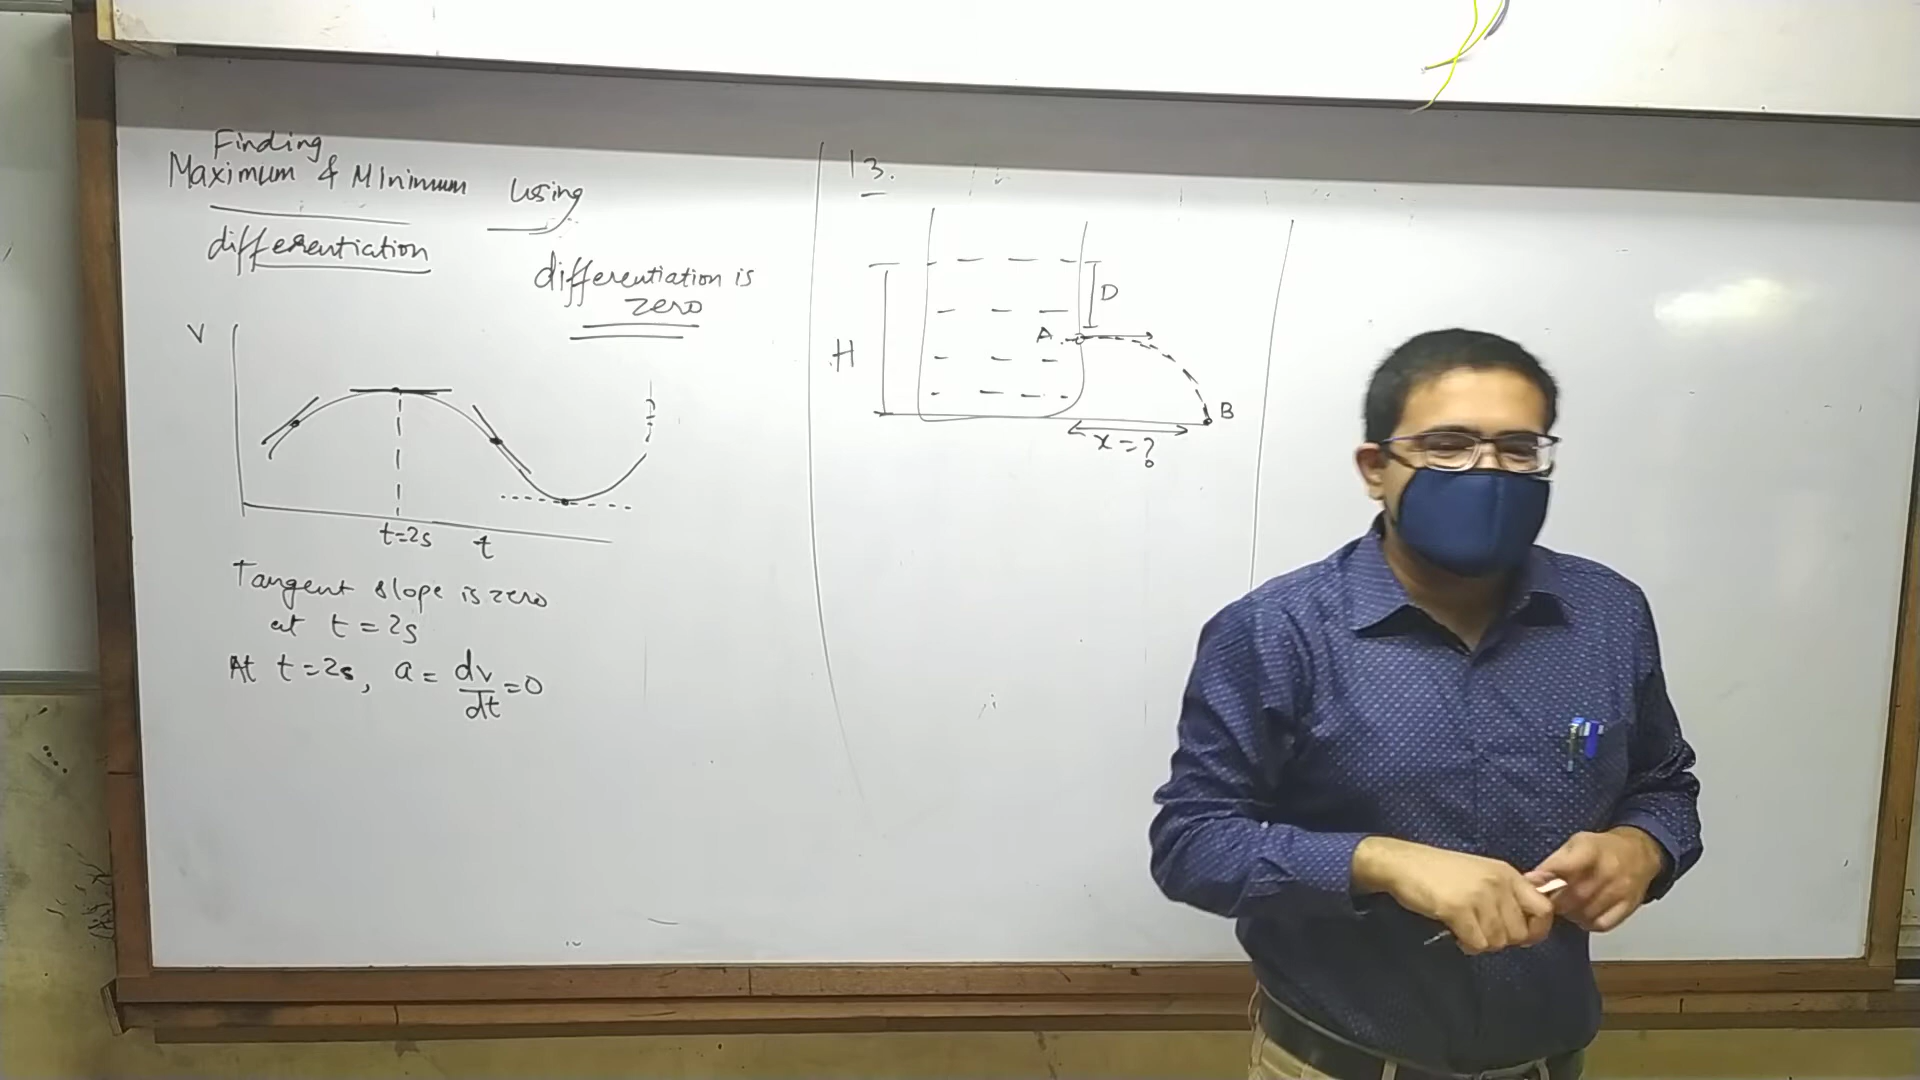 Finding
Maximum & Minimum using
differentiation
differentiation is
zero
V
t=2s
t
Tangent slope is zero
at t = 2s
At t=2s, a = dv/dt = 0
13.
D
A
H
B
x = ?